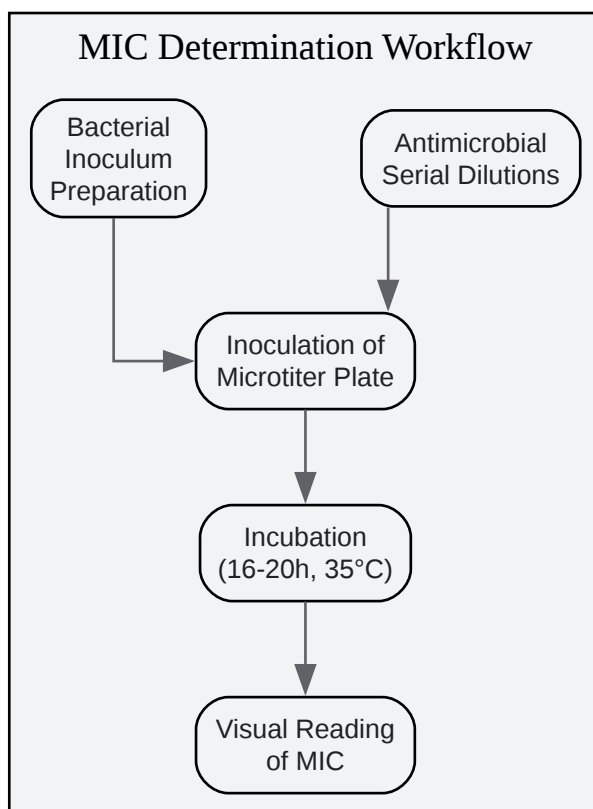 MIC Determination Workflow
Bacterial
Inoculum
Preparation
Antimicrobial
Serial Dilutions
Inoculation of
Microtiter Plate
Incubation
(16-20h, 35°C)
Visual Reading
of MIC